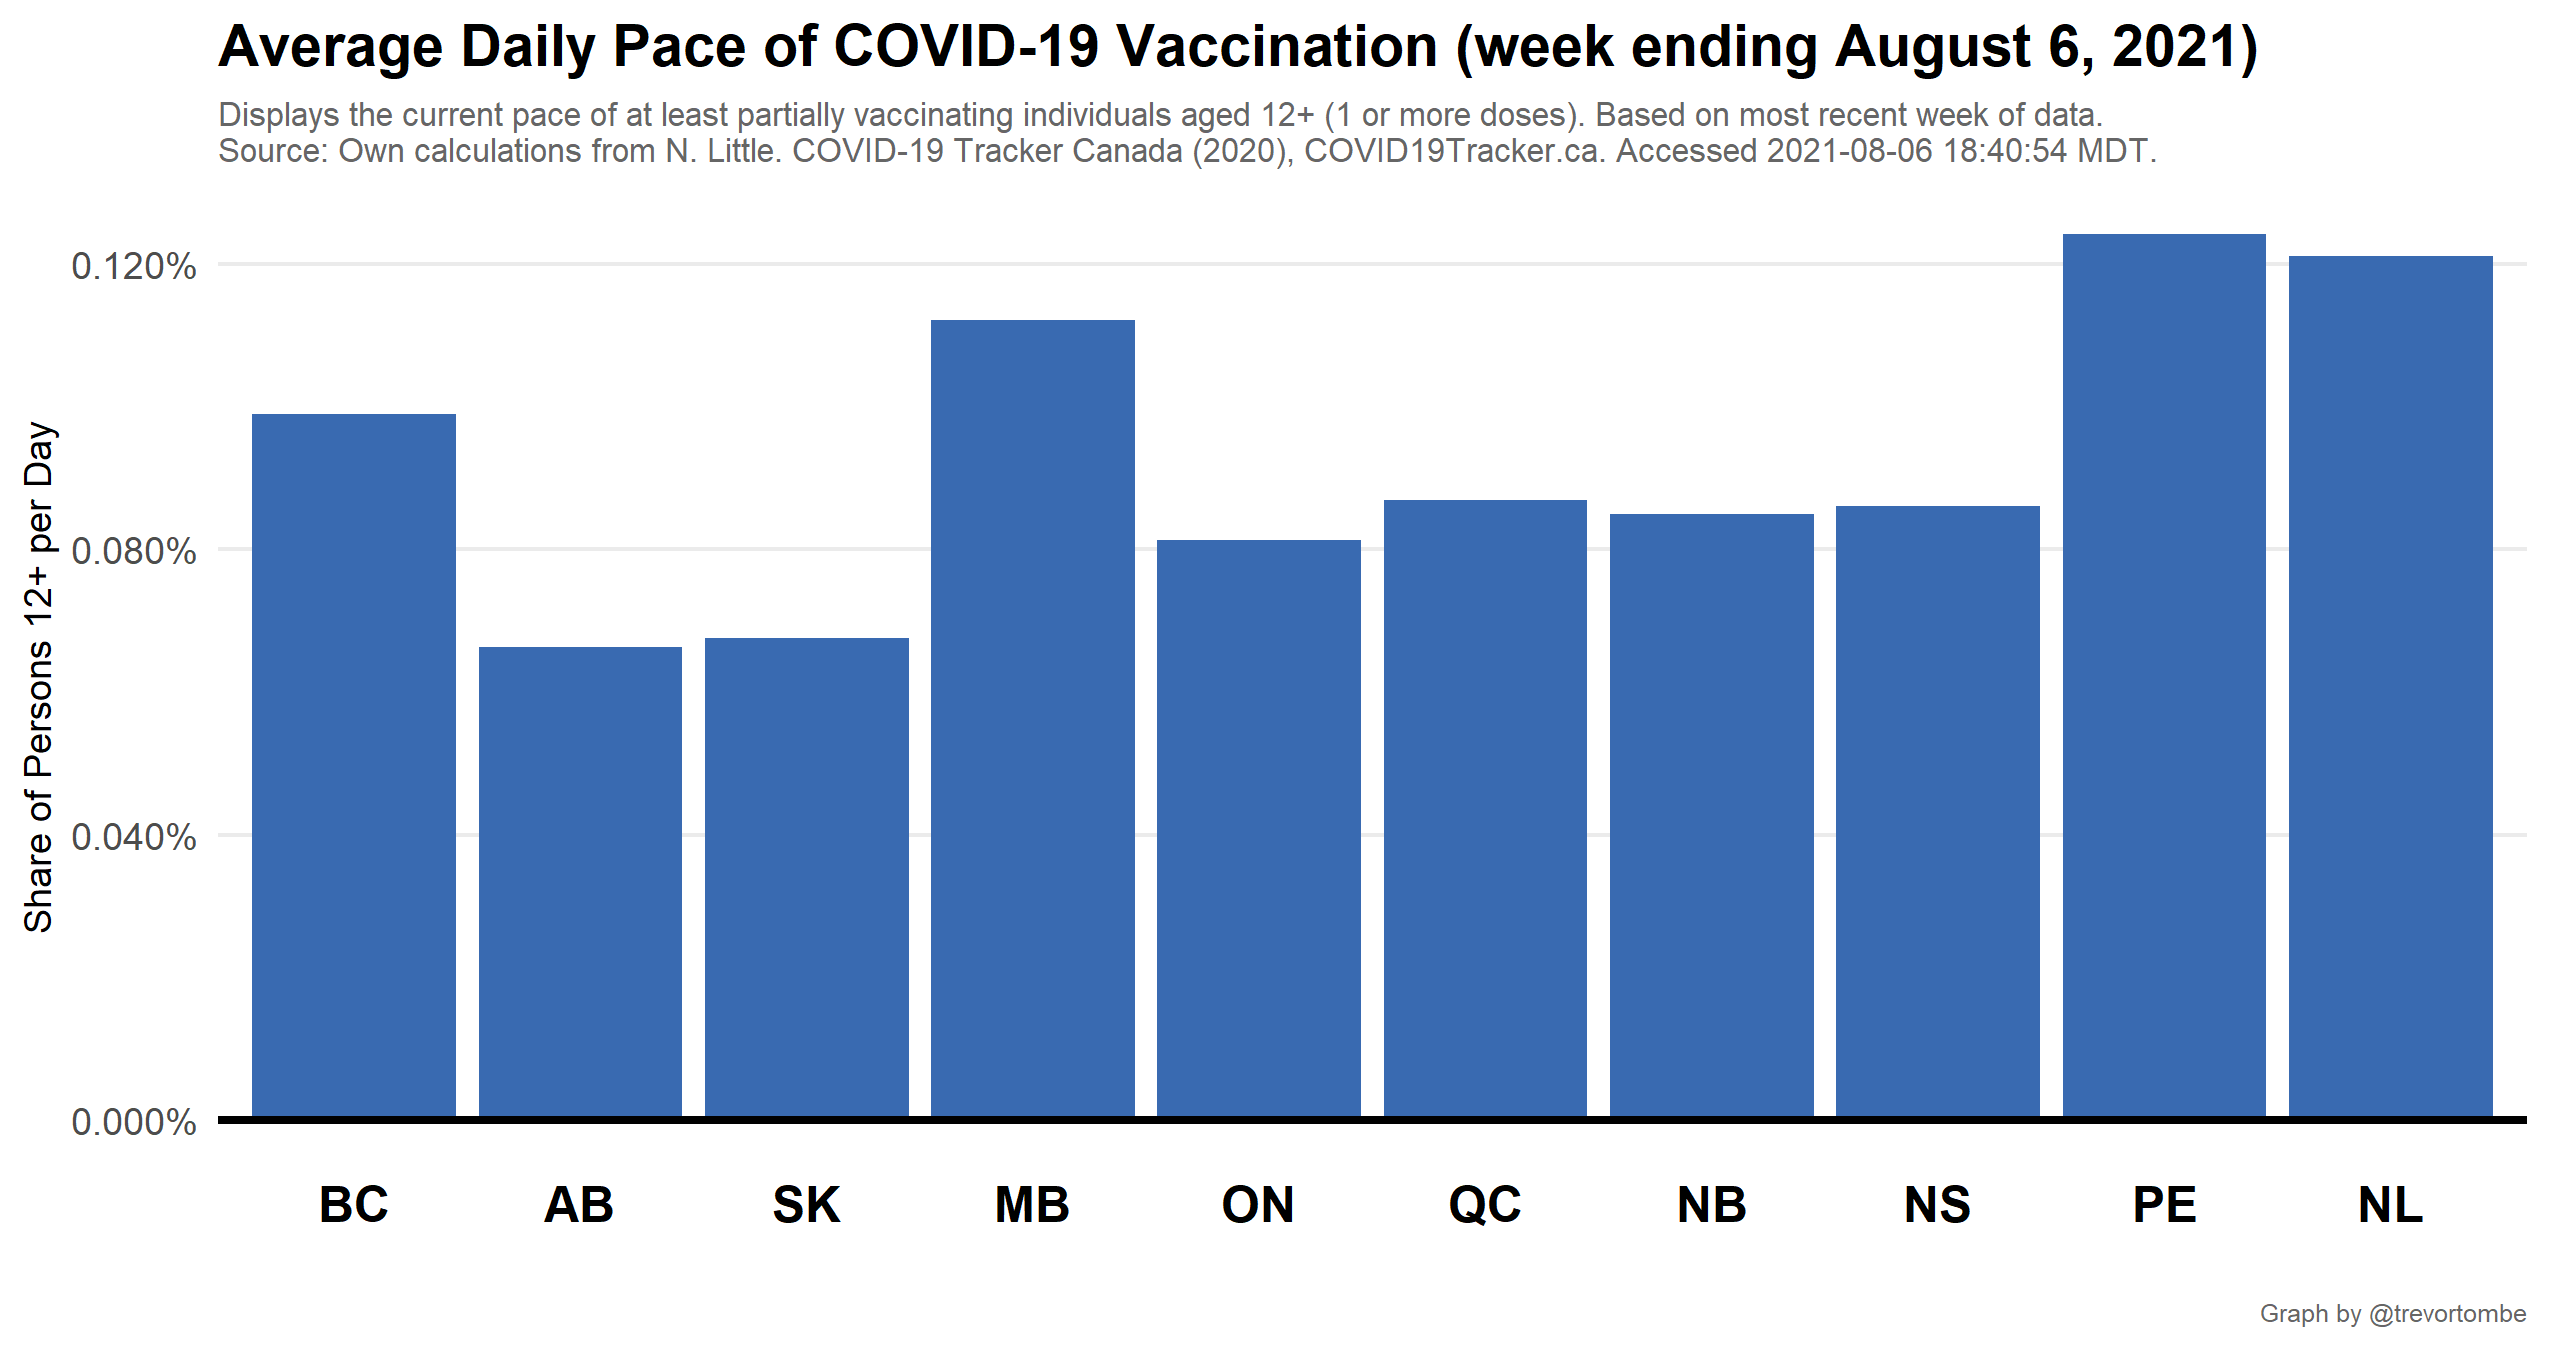 Average Daily Pace of COVID-19 Vaccination (week ending August 6, 2021)
Displays the current pace of at least partially vaccinating individuals aged 12+ (1 or more doses). Based on most recent week of data.
Source: Own calculations from N. Little. COVID-19 Tracker Canada (2020), COVID19Tracker.ca. Accessed 2021-08-06 18:40:54 MDT.
Share of Persons 12+ per Day
0.120%
0.080%
0.040%
0.000%
BC AB SK MB ON QC NB NS PE NL
Graph by @trevortombe